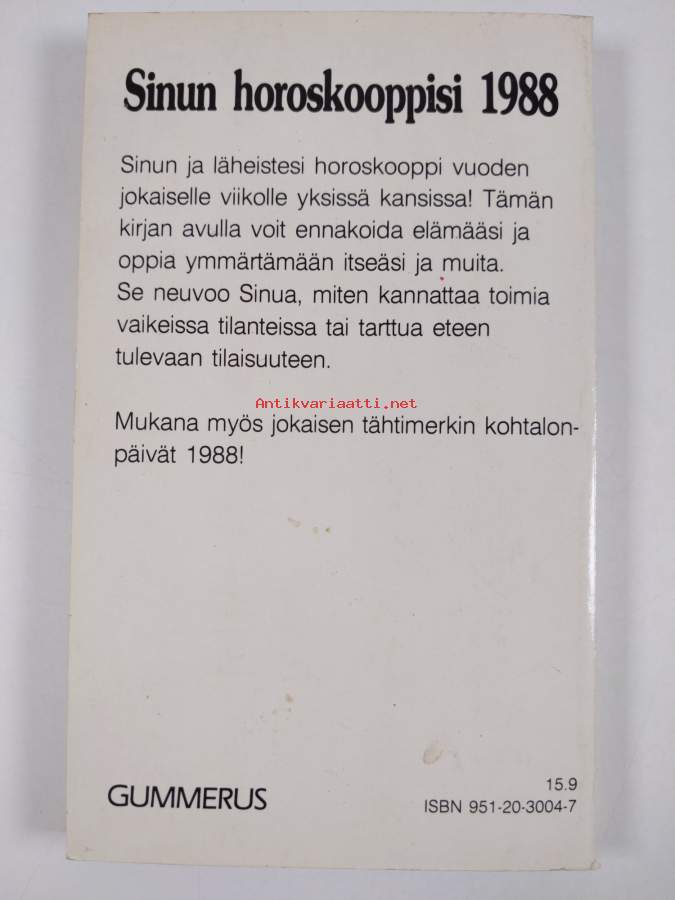 Sinun horoskooppisi 1988
Sinun ja läheistesi horoskooppi vuoden
jokaiselle viikolle yksissä kansissa! Tämän
kirjan avulla voit ennakoida elämääsi ja
oppia ymmärtämään itseäsi ja muita.
Se neuvoo Sinua, miten kannattaa toimia
vaikeissa tilanteissa tai tarttua eteen
tulevaan tilaisuuteen.
Antikvariaatti.net
Mukana myös jokaisen tähtimerkin kohtalon-
päivät 1988!
GUMMERUS
15.9
ISBN 951-20-3004-7